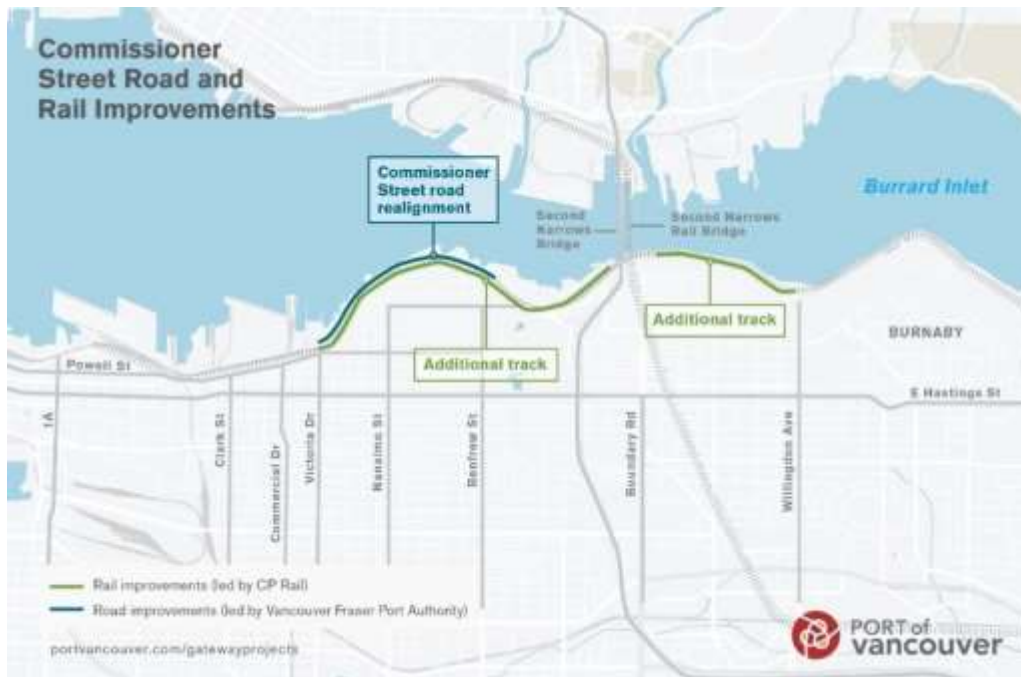 Commissioner
Street Road and
Rail Improvements
Commissioner
Street road
realignment
Burrard Inlet
Second
Narrows
Bridge
Second Narrows
Rail Bridge
Additional track
Additional track
BURNABY
Powell St
E Hastings St
1A
Clark St
Commercial Dr
Victoria Dr
Nanaimo St
Renfrew St
Boundary Rd
Willingdon Ave
Rail improvements (led by CP Rail)
Road improvements (led by Vancouver Fraser Port Authority)
portvancouver.com/gatewayprojects
PORT of
vancouver